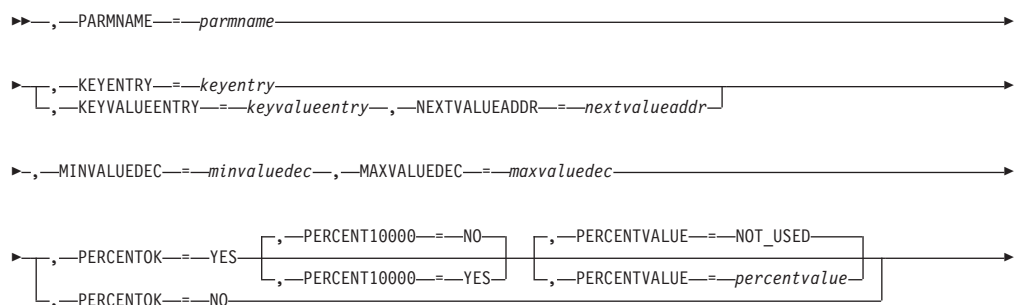 ,—PARMNAME—=—parmname
,—KEYENTRY—=—keyentry
,—KEYVALUEENTRY—=—keyvalueentry—,—NEXTVALUEADDR—=—nextvalueaddr
,—MINVALUEDEC—=—minvaluedec—,—MAXVALUEDEC—=—maxvaluedec
,—PERCENT10000—=—NO ,—PERCENTVALUE—=—NOT_USED
,—PERCENTOK—=—YES
,—PERCENT10000—=—YES ,—PERCENTVALUE—=—percentvalue
,—PERCENTOK—=—NO